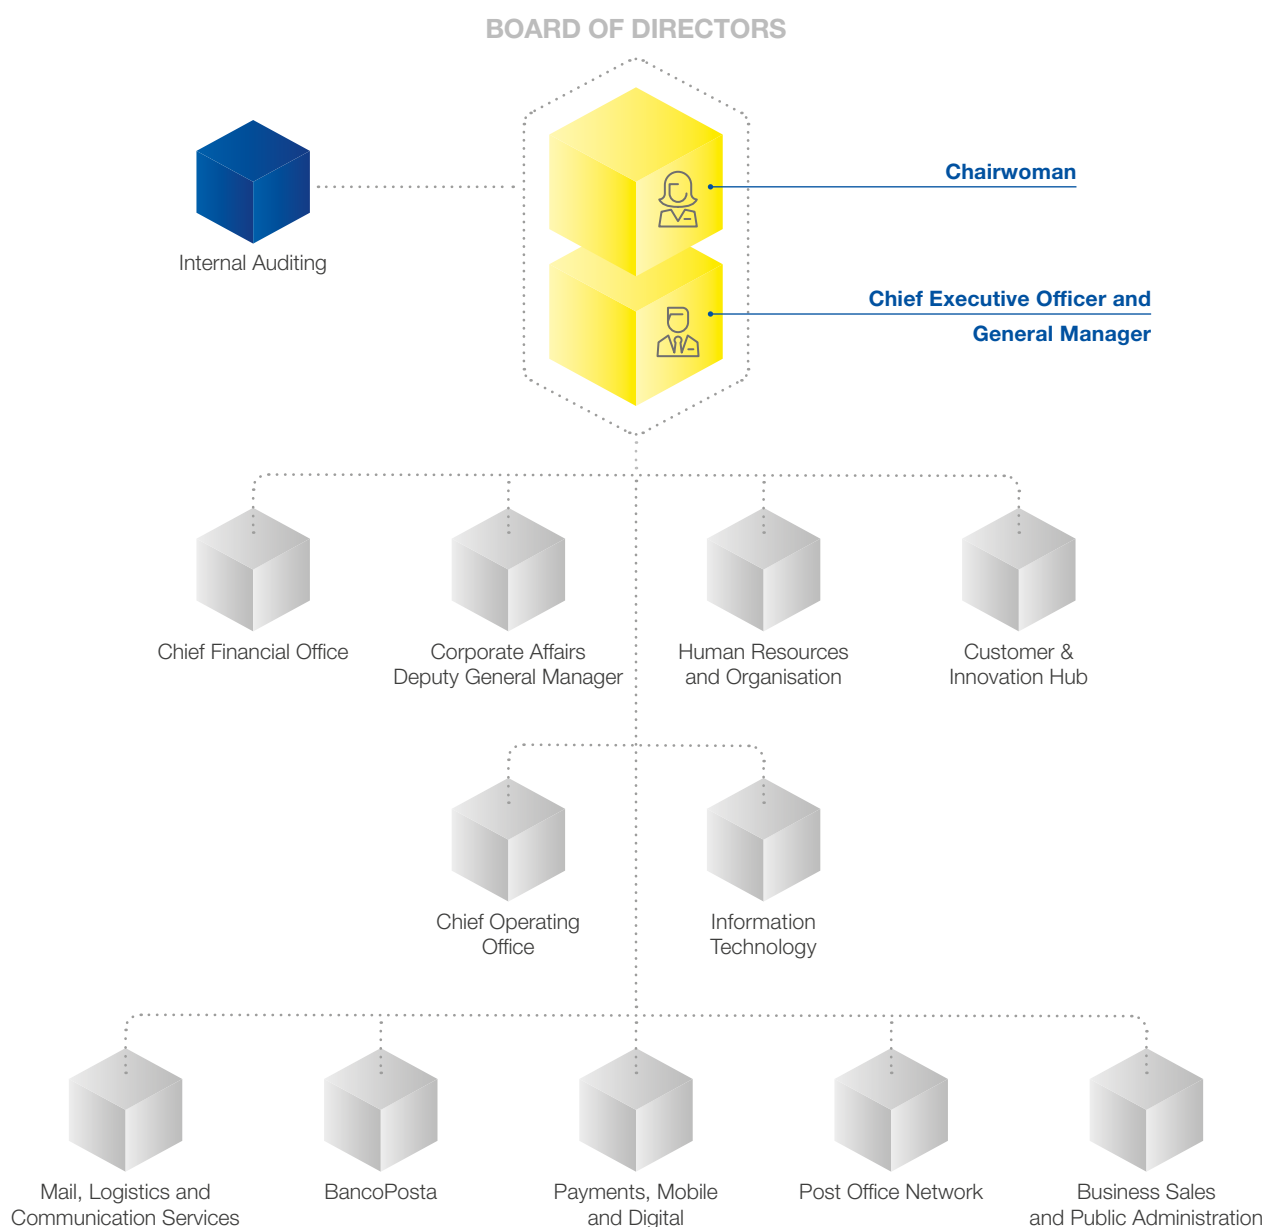 BOARD OF DIRECTORS
Chairwoman
Internal Auditing
Chief Executive Officer and
General Manager
Chief Financial Office
Corporate Affairs
Deputy General Manager
Human Resources
and Organisation
Customer &
Innovation Hub
Chief Operating
Office
Information
Technology
Mail, Logistics and
Communication Services
BancoPosta
Payments, Mobile
and Digital
Post Office Network
Business Sales
and Public Administration